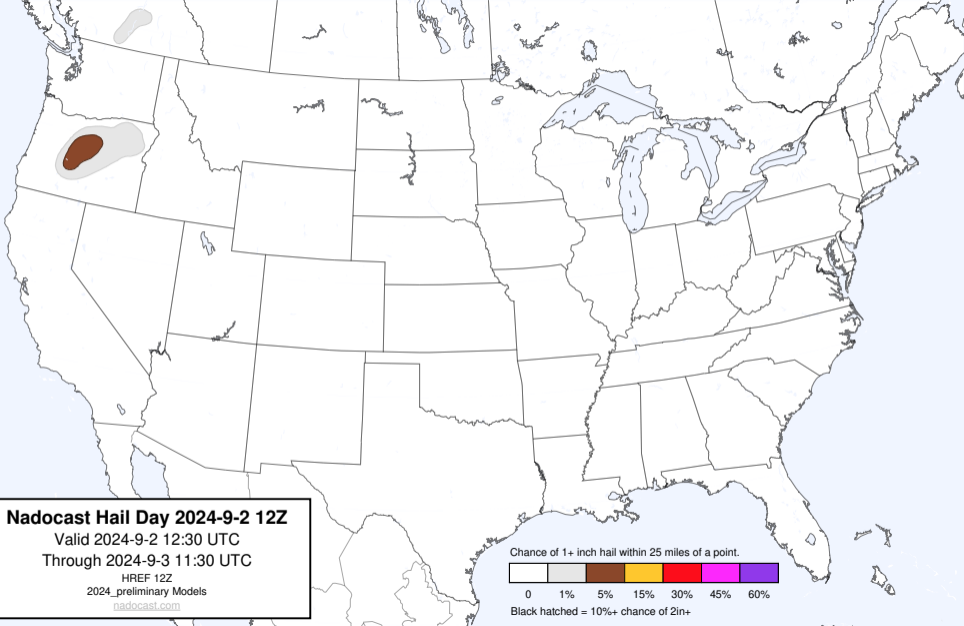 Nadocast Hail Day 2024-9-2 12Z
Valid 2024-9-2 12:30 UTC
Through 2024-9-3 11:30 UTC
HREF 12Z
2024_preliminary Models
nadocast.com
Chance of 1+ inch hail within 25 miles of a point.
0 1% 5% 15% 30% 45% 60%
Black hatched = 10%+ chance of 2in+